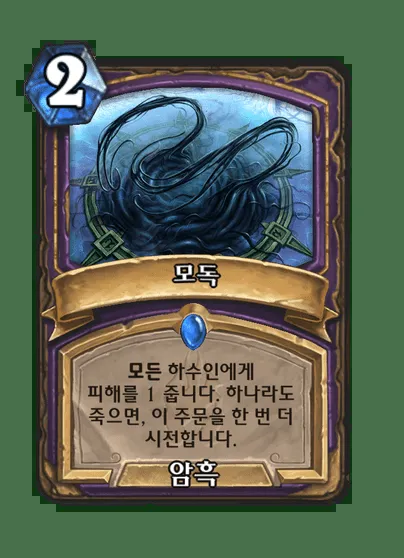 2
모독
모든 하수인에게
피해를 1 줍니다. 하나라도
죽으면, 이 주문을 한 번 더
시전합니다.
암흑